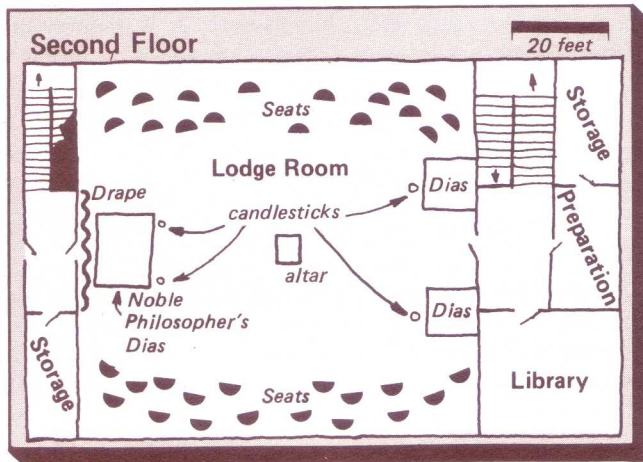 Second Floor
20 feet
Seats
Storage
Lodge Room
Dias
Drape
candlesticks
Preparation
altar
Noble
Philosopher's
Dias
Dias
Storage
Seats
Library